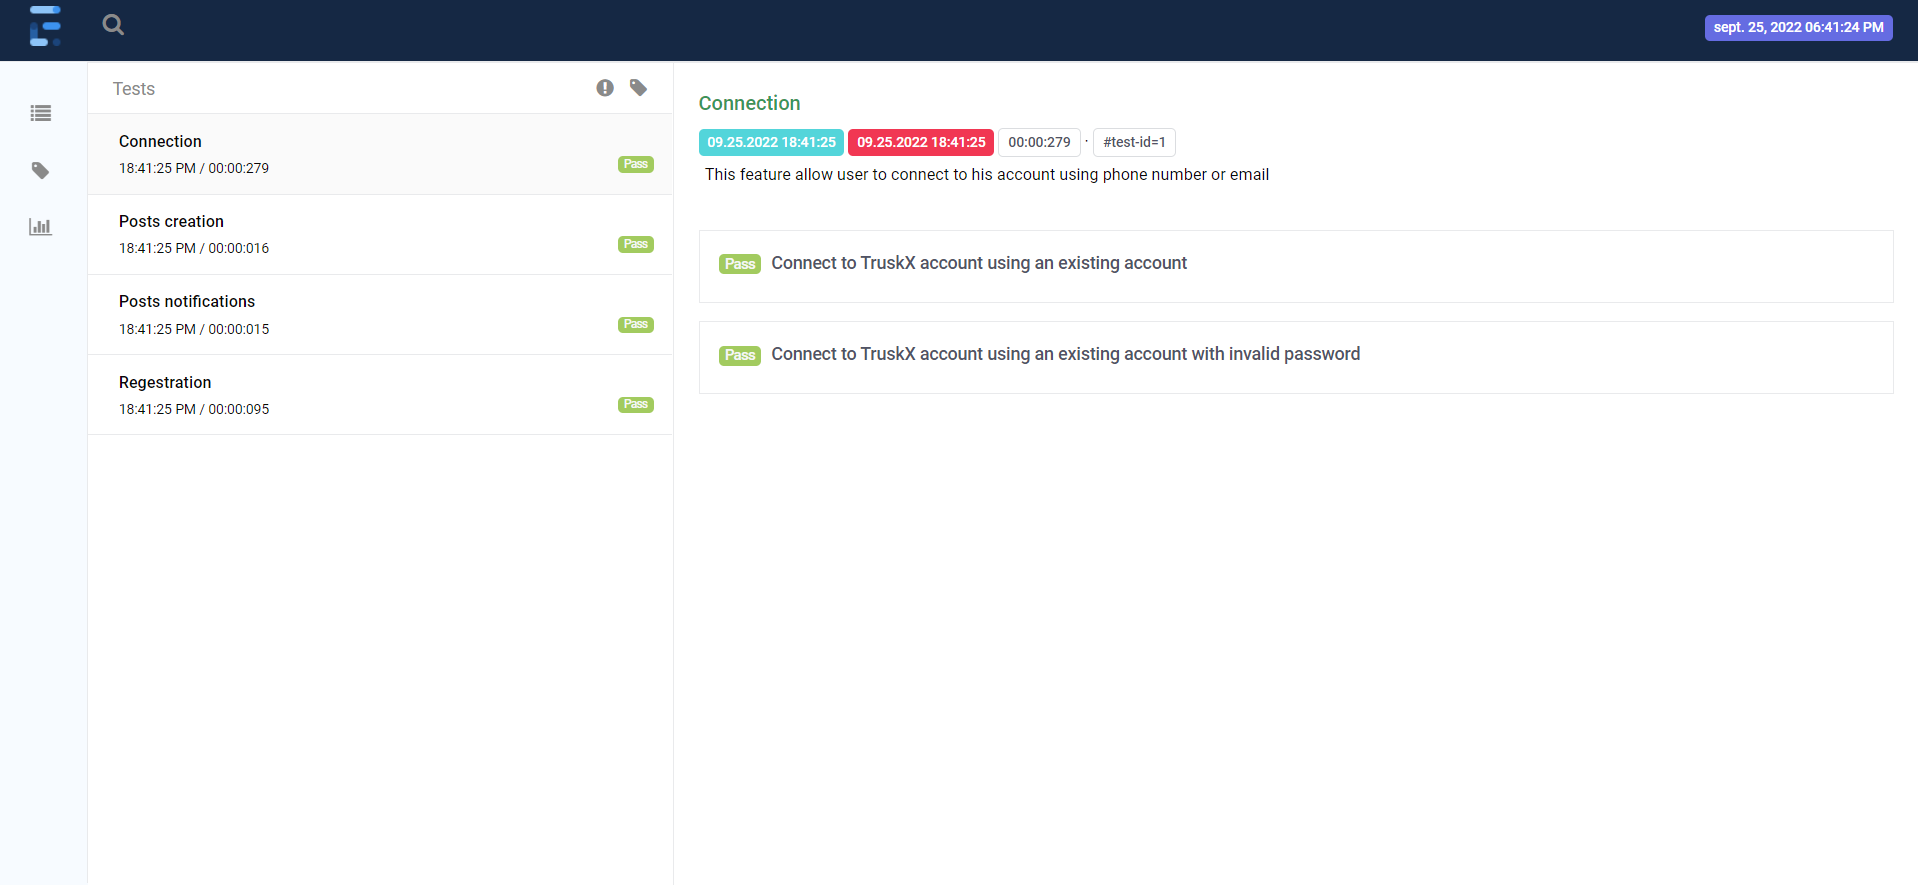 sept. 25, 2022 06:41:24 PM
Tests
Connection
18:41:25 PM / 00:00:279
Pass
Posts creation
18:41:25 PM / 00:00:016
Pass
Posts notifications
18:41:25 PM / 00:00:015
Pass
Regestration
18:41:25 PM / 00:00:095
Pass
Connection
09.25.2022 18:41:25 09.25.2022 18:41:25 00:00:279 · #test-id=1
This feature allow user to connect to his account using phone number or email
Pass Connect to TruskX account using an existing account
Pass Connect to TruskX account using an existing account with invalid password